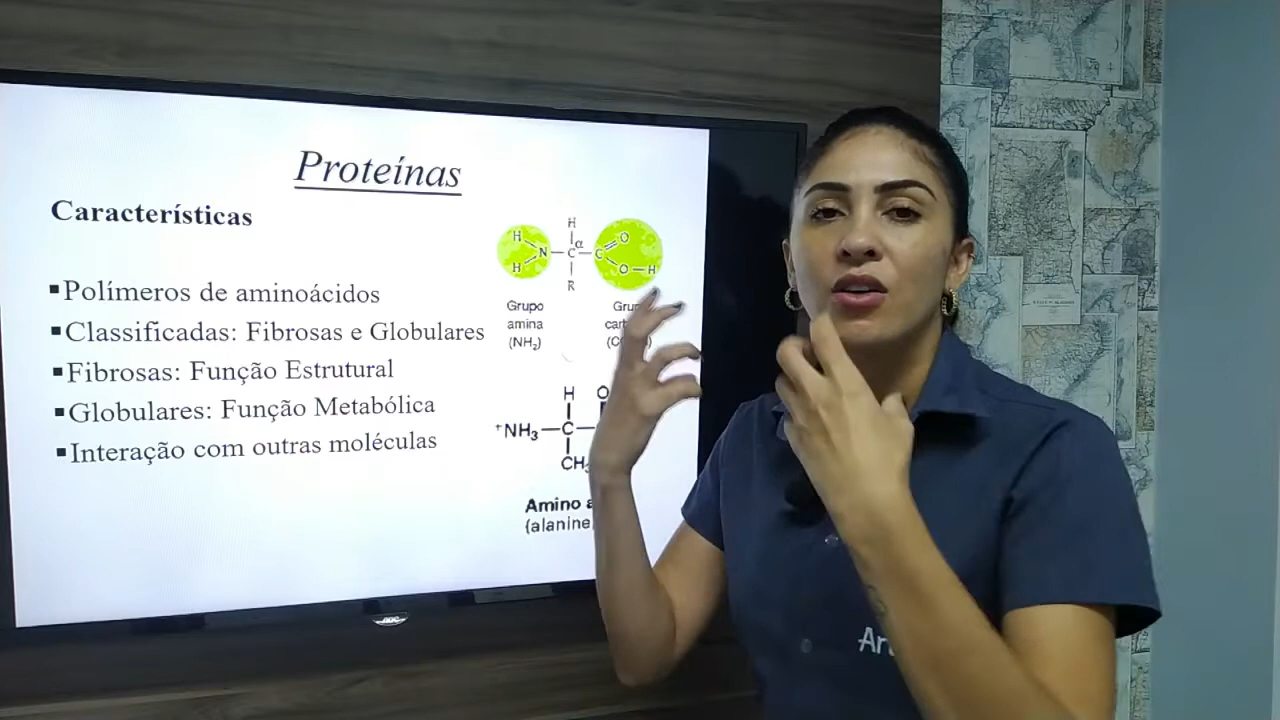 Proteínas
Características
▪Polímeros de aminoácidos
▪Classificadas: Fibrosas e Globulares
▪Fibrosas: Função Estrutural
▪Globulares: Função Metabólica
▪Interação com outras moléculas
H
H
N
H
C
α
R
C
O
O
H
Grupo
amina
(NH₂)
H
⁺NH₃
C
O
Amino
(alanine
AOC